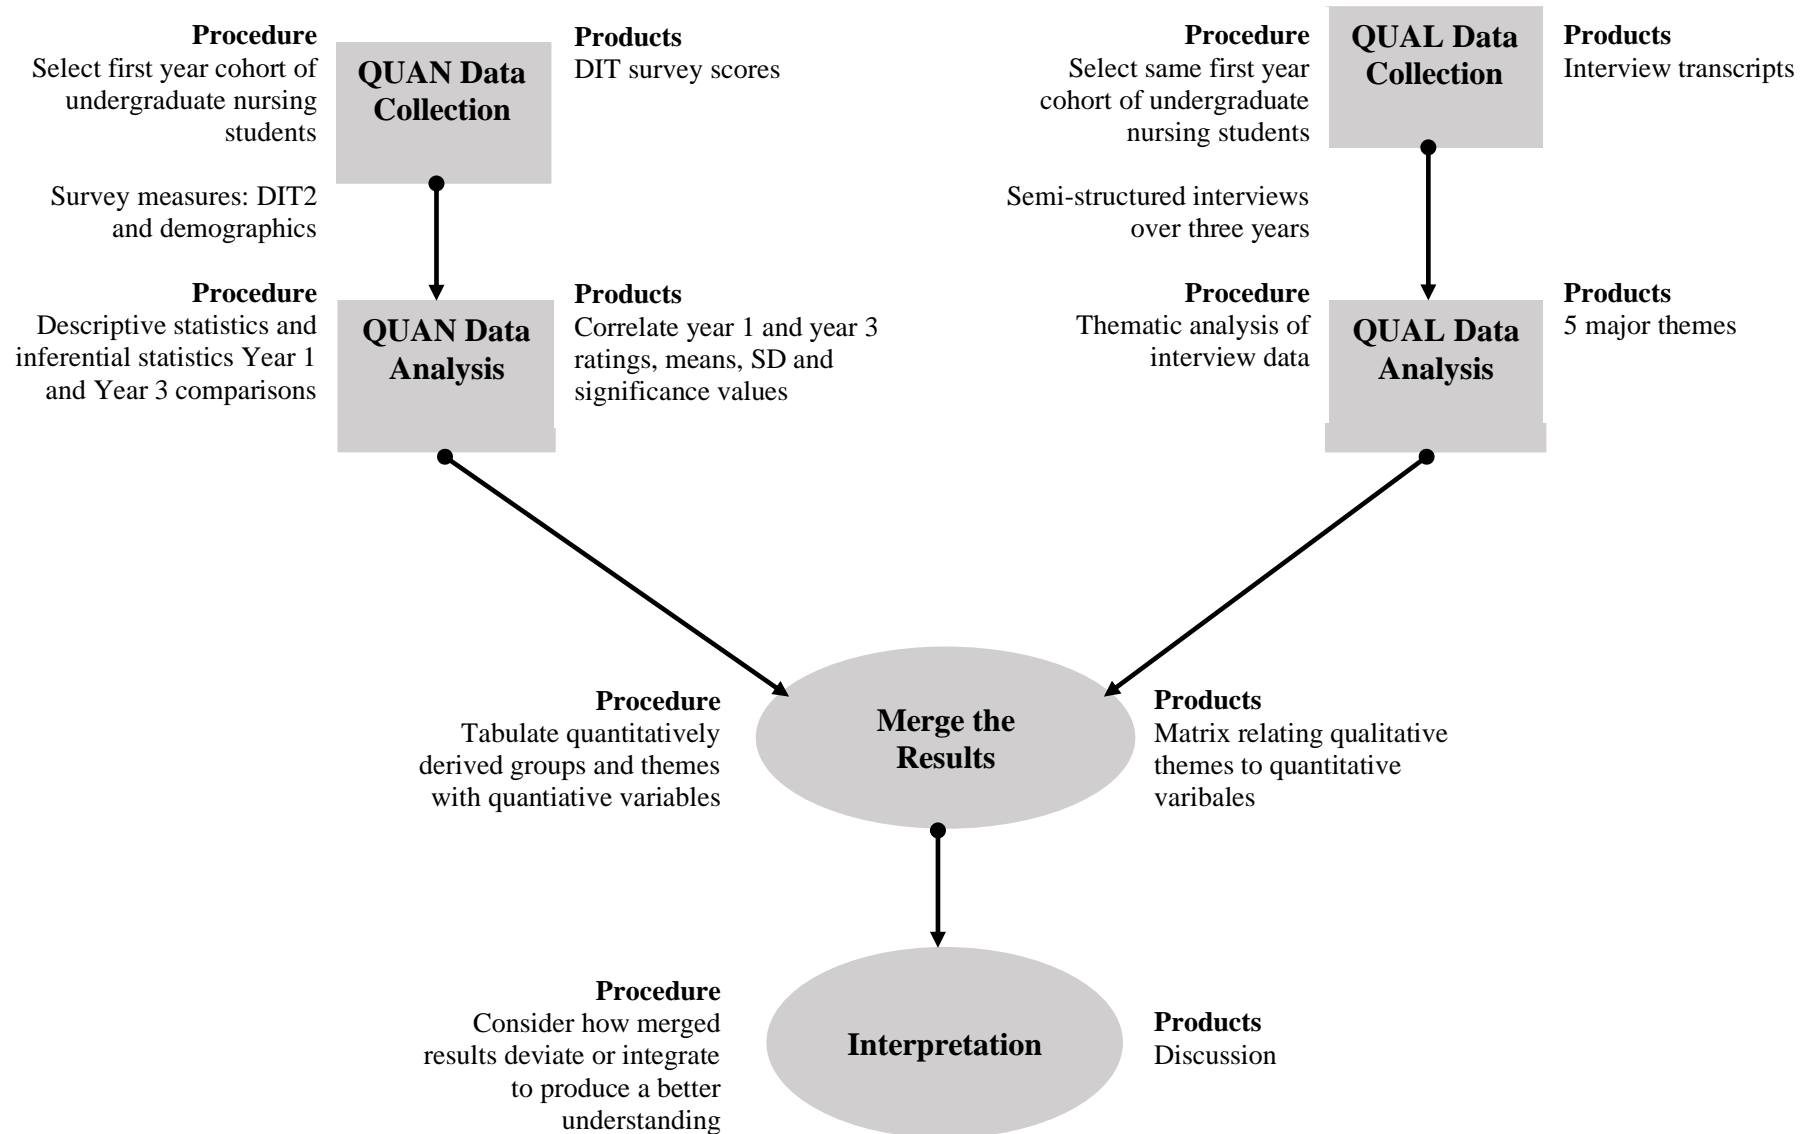 Procedure
Select first year cohort of
undergraduate nursing
students
Survey measures: DIT2
and demographics
QUAN Data
Collection
Products
DIT survey scores
Procedure
Select same first year
cohort of undergraduate
nursing students
Semi-structured interviews
over three years
QUAL Data
Collection
Products
Interview transcripts
Procedure
Descriptive statistics and
inferential statistics Year 1
and Year 3 comparisons
QUAN Data
Analysis
Products
Correlate year 1 and year 3
ratings, means, SD and
significance values
Procedure
Thematic analysis of
interview data
QUAL Data
Analysis
Products
5 major themes
Procedure
Tabulate quantitatively
derived groups and themes
with quantiative variables
Merge the
Results
Products
Matrix relating qualitative
themes to quantitative
varibales
Procedure
Consider how merged
results deviate or integrate
to produce a better
understanding
Interpretation
Products
Discussion